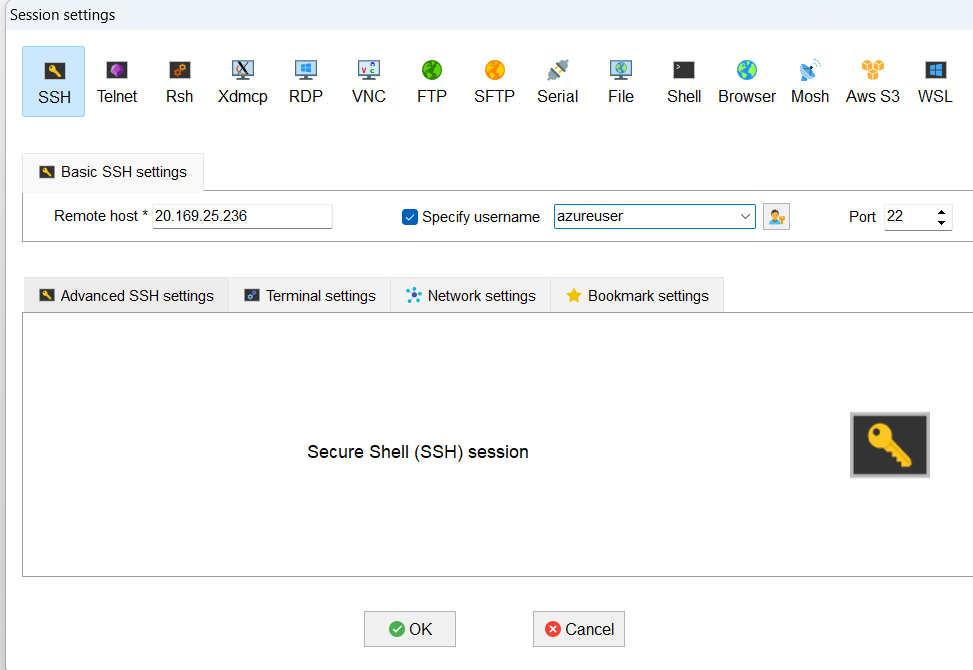 Session settings
SSH Telnet Rsh Xdmcp RDP VNC FTP SFTP Serial File Shell Browser Mosh Aws S3 WSL
Basic SSH settings
Remote host * 20.169.25.236 Specify username azureuser Port 22
Advanced SSH settings Terminal settings Network settings Bookmark settings
Secure Shell (SSH) session
OK Cancel